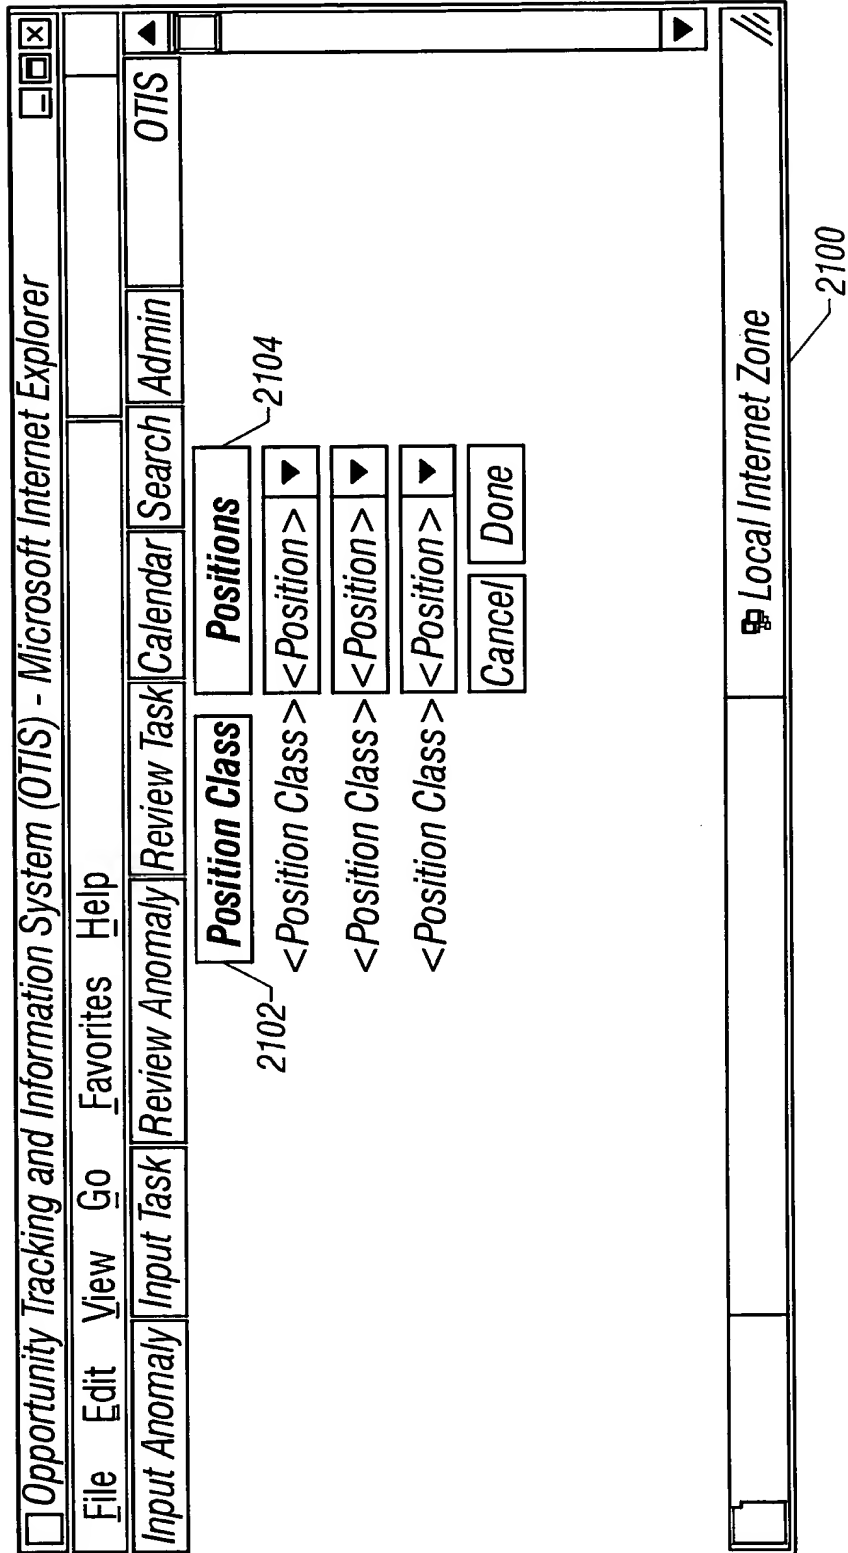 Opportunity Tracking and Information System (OTIS) - Microsoft Internet Explorer
File Edit View Go Favorites Help
Input Anomaly Input Task Review Anomaly Review Task Calendar Search Admin OTIS
Position Class Positions
2102 2104
<Position Class> <Position>
<Position Class> <Position>
<Position Class> <Position>
Cancel Done
Local Internet Zone
2100